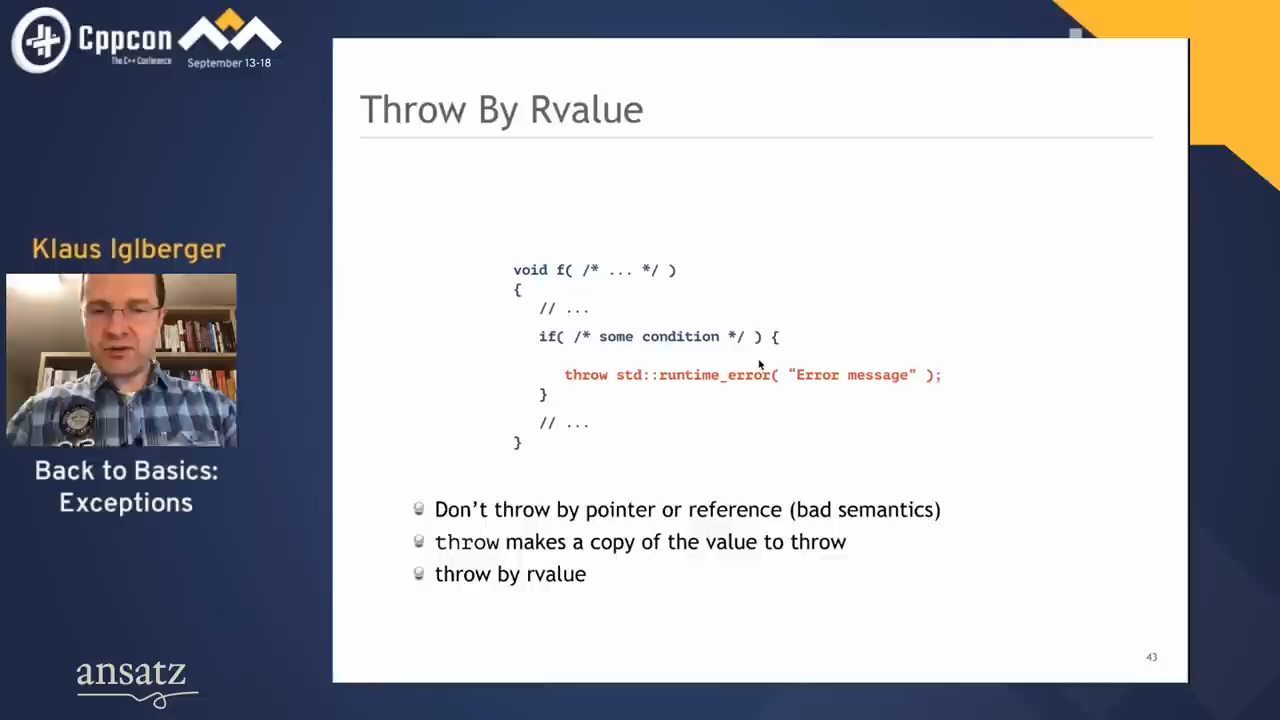 Cppcon
The C++ Conference
September 13-18
Throw By Rvalue
Klaus Iglberger
void f( /* ... */ )
{
// ...
if( /* some condition */ ) {
throw std::runtime_error( “Error message" );
}
// ...
}
Back to Basics:
Exceptions
Don’t throw by pointer or reference (bad semantics)
throw makes a copy of the value to throw
throw by rvalue
43
ansatz